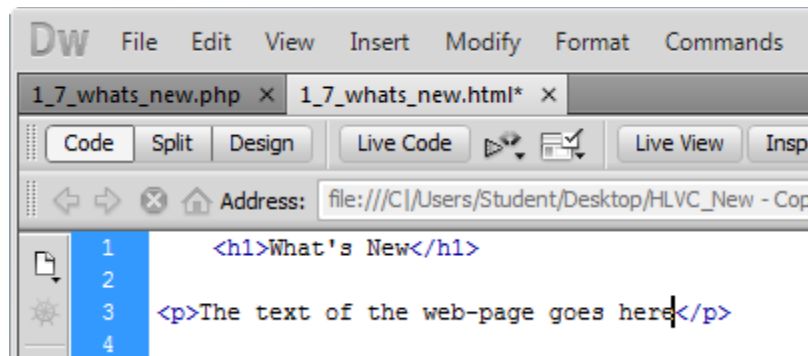 Dw File Edit View Insert Modify Format Commands
1_7_whats_new.php × 1_7_whats_new.html* ×
Code Split Design Live Code Live View Insp
Address: file:///C|/Users/Student/Desktop/HLVC_New - Cop
1 <h1>What's New</h1>
2
3 <p>The text of the web-page goes here</p>
4